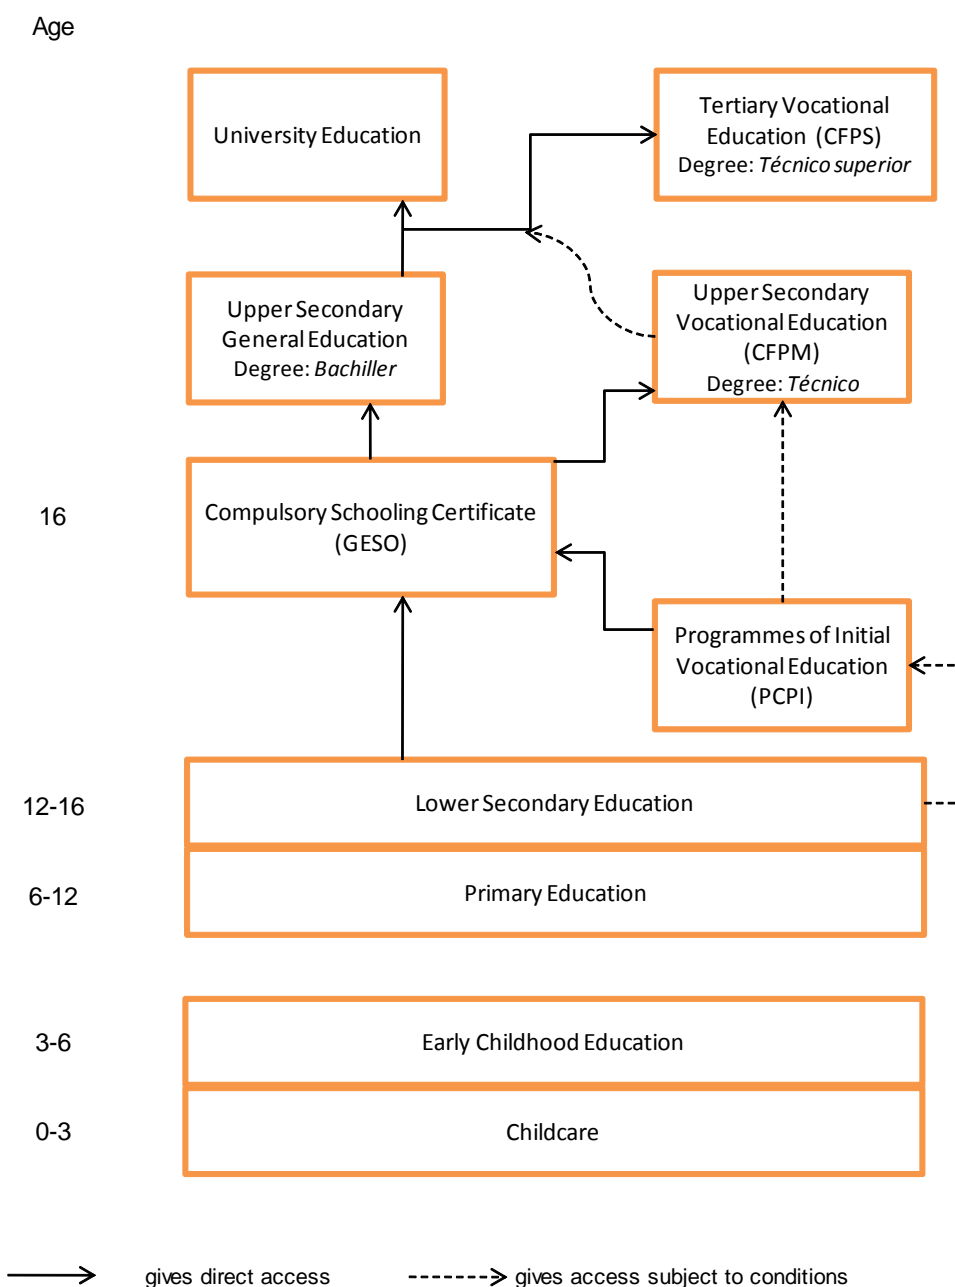 Age
University Education
Tertiary Vocational
Education (CFPS)
Degree: Técnico superior
Upper Secondary
General Education
Degree: Bachiller
Upper Secondary
Vocational Education
(CFPM)
Degree: Técnico
16
Compulsory Schooling Certificate
(GESO)
Programmes of Initial
Vocational Education
(PCPI)
12-16
Lower Secondary Education
6-12
Primary Education
3-6
Early Childhood Education
0-3
Childcare
gives direct access
gives access subject to conditions